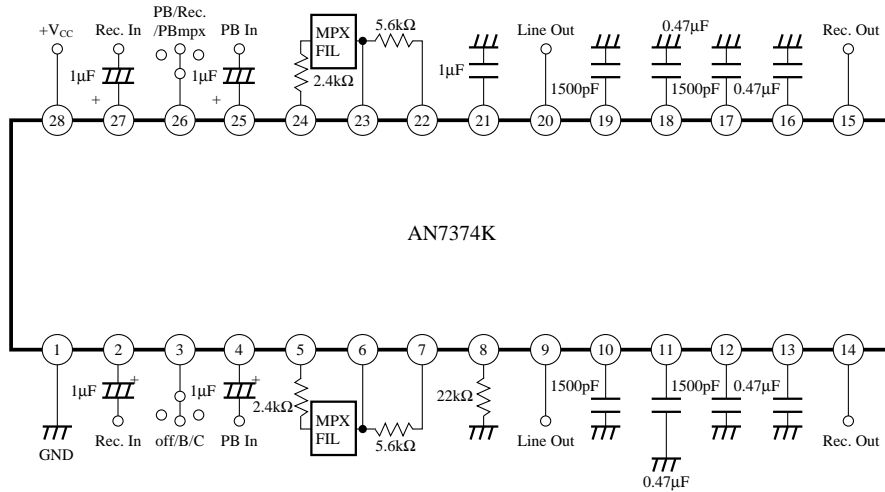 PB/Rec.
+VCC Rec. In /PBmpx PB In MPX FIL 5.6kΩ Line Out 0.47μF Rec. Out
1μF 1μF 2.4kΩ 1μF 1500pF 1500pF 0.47μF
+ +
28 27 26 25 24 23 22 21 20 19 18 17 16 15
AN7374K
1 2 3 4 5 6 7 8 9 10 11 12 13 14
+ +
1μF 1μF 2.4kΩ 22kΩ 1500pF 1500pF 0.47μF
MPX
FIL
5.6kΩ
GND Rec. In off/B/C PB In Line Out Rec. Out
0.47μF